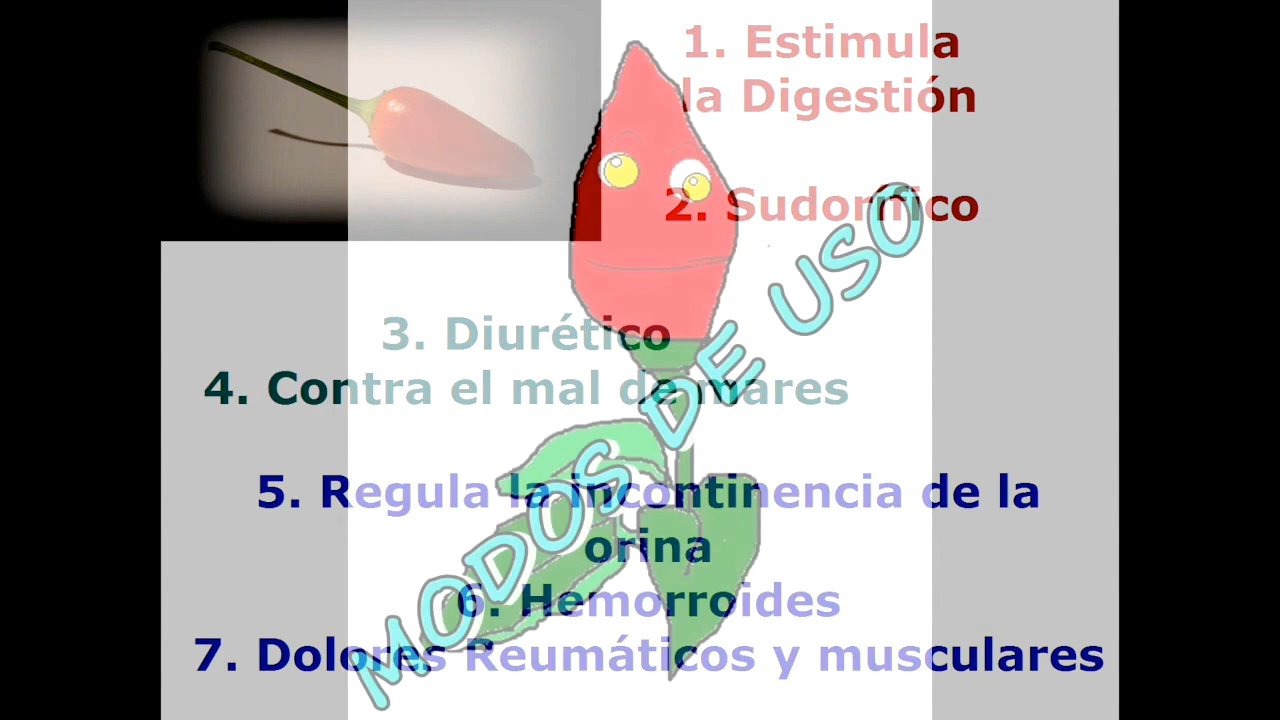 1. Estimula
la Digestión
2. Sudorífico
3. Diurético
4. Contra el mal de mares
5. Regula la incontinencia de la
orina
6. Hemorroides
7. Dolores Reumáticos y musculares
MODOS DE USO